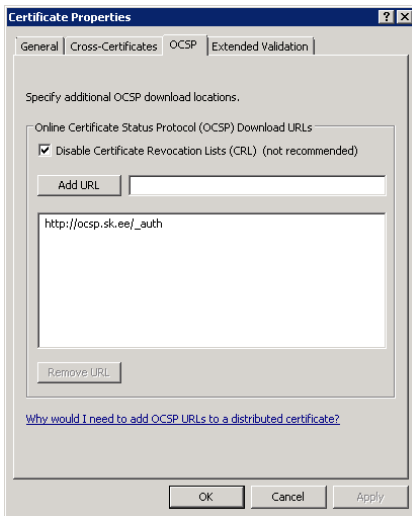 Certificate Properties
General Cross-Certificates OCSP Extended Validation
Specify additional OCSP download locations.
Online Certificate Status Protocol (OCSP) Download URLs
Disable Certificate Revocation Lists (CRL) (not recommended)
Add URL
http://ocsp.sk.ee/_auth
Remove URL
Why would I need to add OCSP URLs to a distributed certificate?
OK Cancel Apply